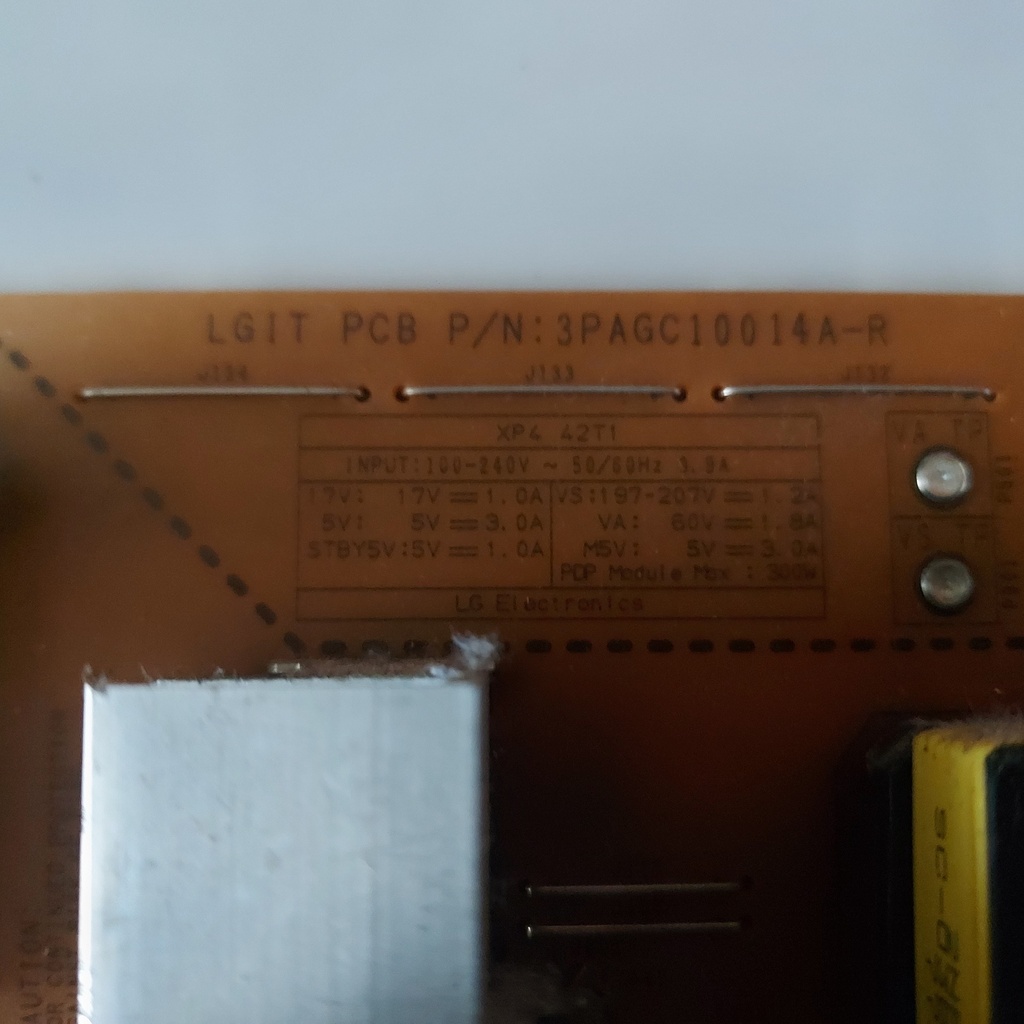 LGIT PCB P/N:3PAGC10014A-R
J134 J133 J132
XP4 42T1
INPUT:100-240V ~ 50/60Hz 3.9A
17V: 17V⎓1.0A VS:197-207V⎓1.2A
5V: 5V⎓3.0A VA: 60V⎓1.8A
STBY5V:5V⎓1.0A M5V: 5V⎓3.0A
PDP Module Max : 300W
LG Electronics
VA TP
VS TP
AUTION